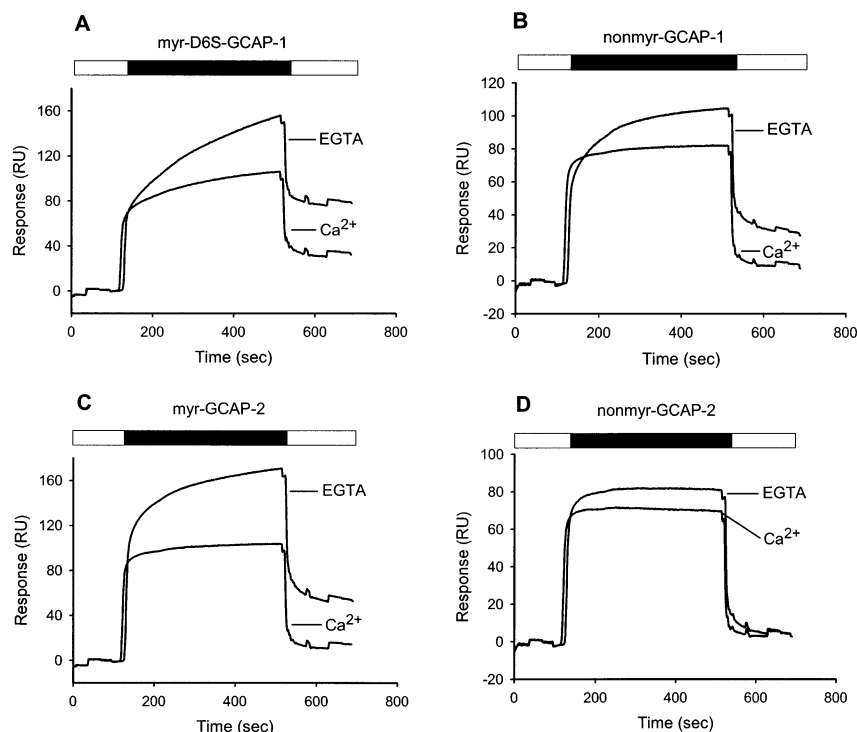 A
myr-D6S-GCAP-1
160
120
80
40
0
Response (RU)
EGTA
Ca2+
0 200 400 600 800
Time (sec)
B
nonmyr-GCAP-1
120
100
80
60
40
20
0
-20
Response (RU)
EGTA
Ca2+
0 200 400 600 800
Time (sec)
C
myr-GCAP-2
160
120
80
40
0
Response (RU)
EGTA
Ca2+
0 200 400 600 800
Time (sec)
D
nonmyr-GCAP-2
100
80
60
40
20
0
-20
Response (RU)
EGTA
Ca2+
0 200 400 600 800
Time (sec)